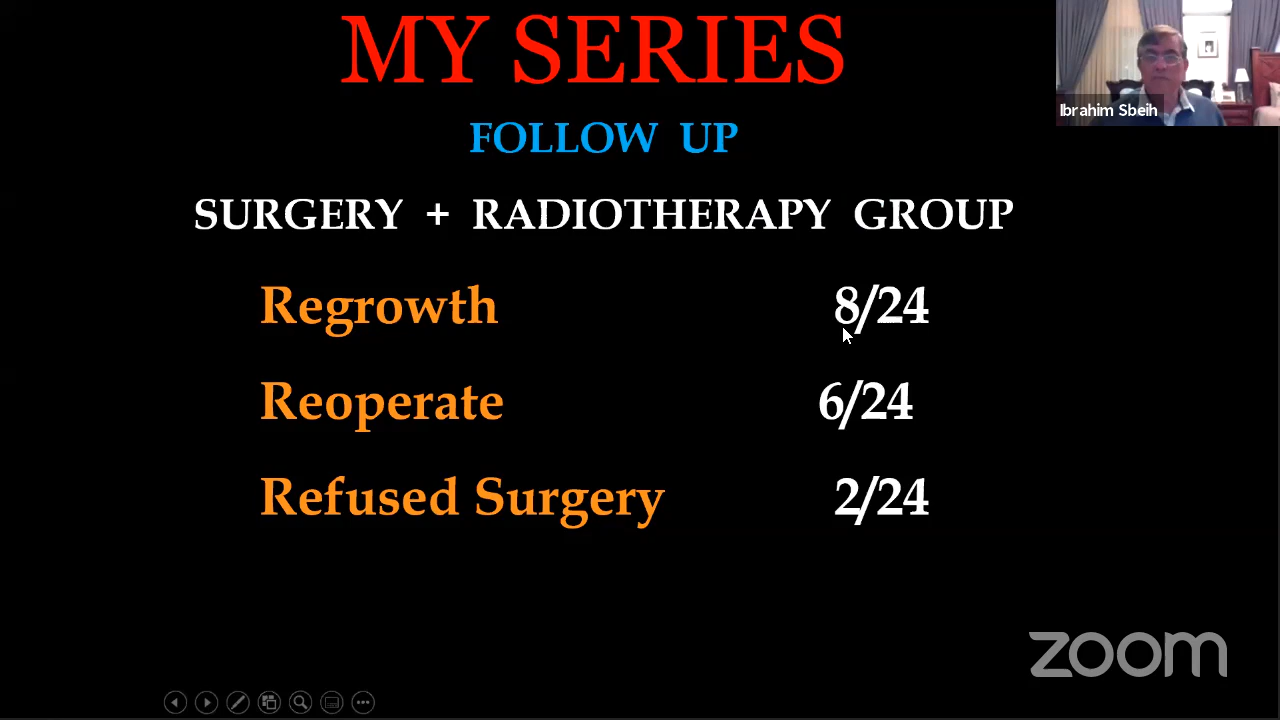 MY SERIES
Ibrahim Sbeih
FOLLOW UP
SURGERY + RADIOTHERAPY GROUP
Regrowth 8/24
Reoperate 6/24
Refused Surgery 2/24
zoom